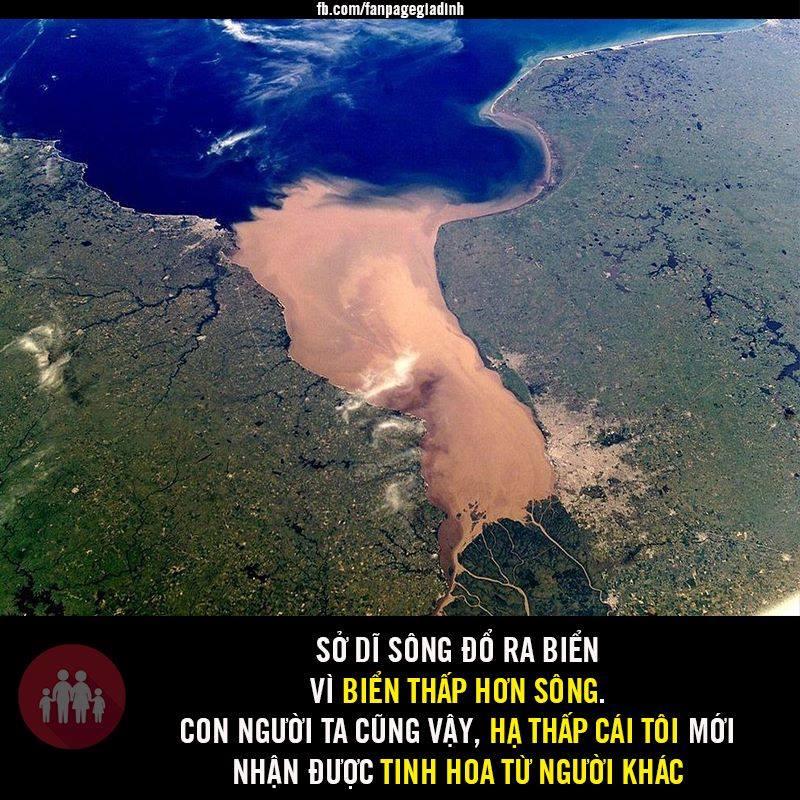 fb.com/fanpagegiadinh
SỞ DĨ SÔNG ĐỔ RA BIỂN
VÌ BIỂN THẤP HƠN SÔNG.
CON NGƯỜI TA CŨNG VẬY, HẠ THẤP CÁI TÔI MỚI
NHẬN ĐƯỢC TINH HOA TỪ NGƯỜI KHÁC